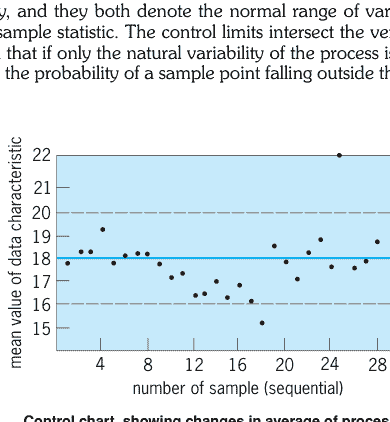 y, and they both denote the normal range of var
sample statistic. The control limits intersect the ve
that if only the natural variability of the process is
the probability of a sample point falling outside th
mean value of data characteristic
22
21
20
19
18
17
16
15
4 8 12 16 20 24 28
number of sample (sequential)
Control chart, showing changes in average of proces